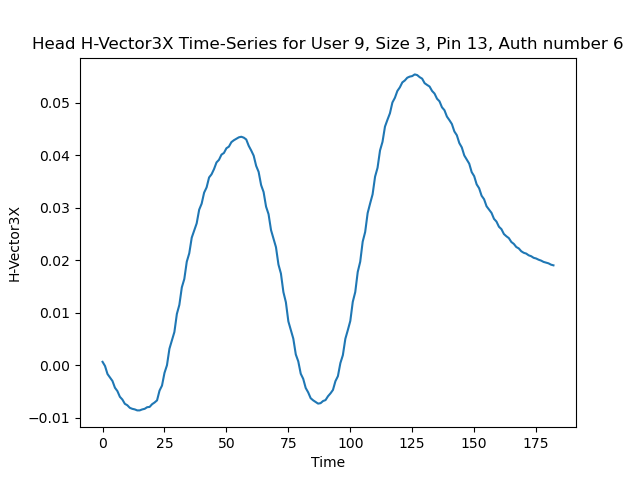 Head H-Vector3X Time-Series for User 9, Size 3, Pin 13, Auth number 6
H-Vector3X
0.05
0.04
0.03
0.02
0.01
0.00
−0.01
0 25 50 75 100 125 150 175
Time